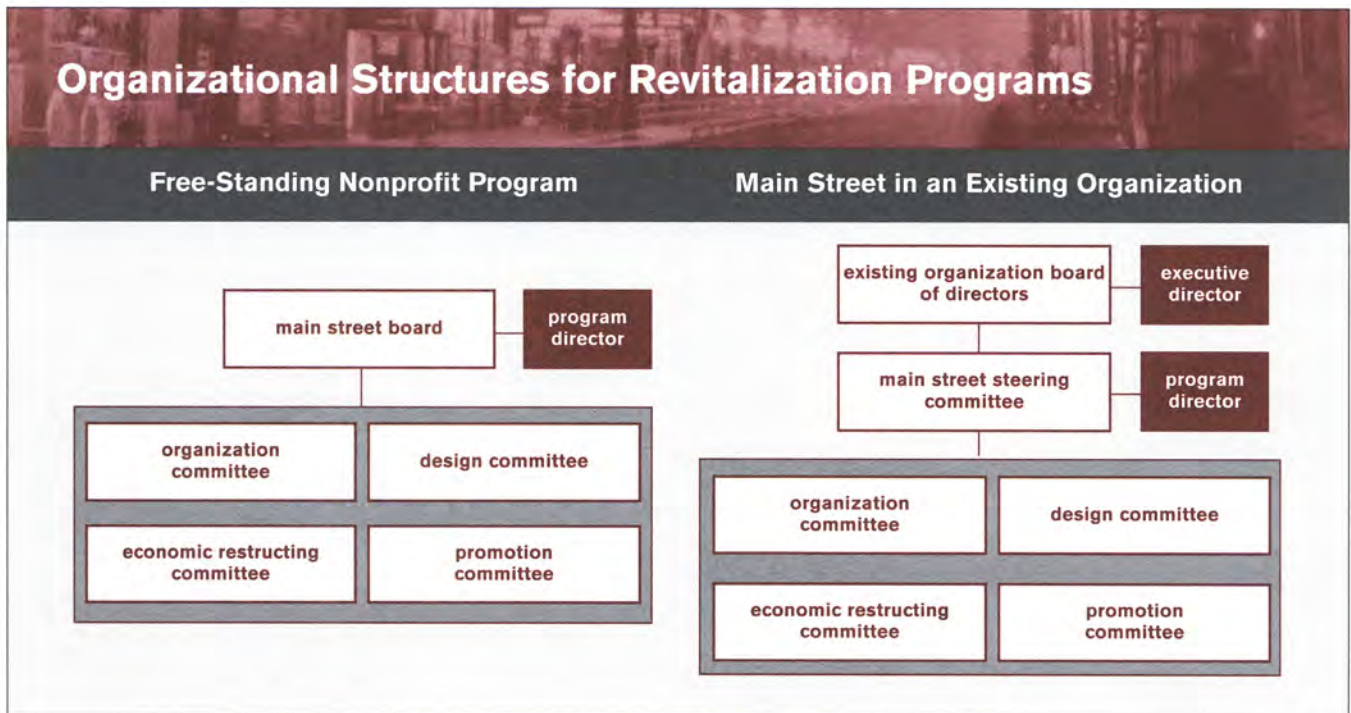 Organizational Structures for Revitalization Programs
Free-Standing Nonprofit Program
main street board
program
director
organization
committee
design committee
economic restructing
committee
promotion
committee
Main Street in an Existing Organization
existing organization board
of directors
executive
director
main street steering
committee
program
director
organization
committee
design committee
economic restructing
committee
promotion
committee